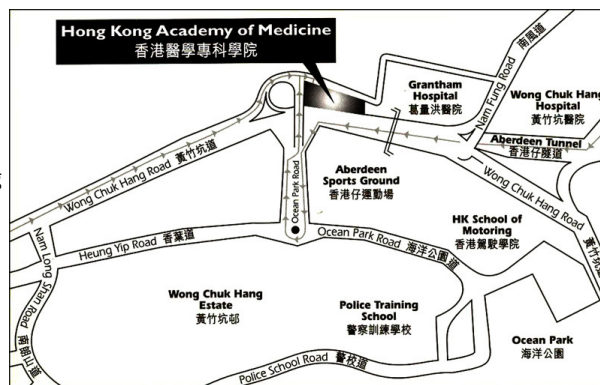 Hong Kong Academy of Medicine
香港醫學專科學院
南風道
Nam Fung Road
Grantham
Hospital
葛量洪醫院
Wong Chuk Hang
Hospital
黃竹坑醫院
Aberdeen Tunnel
香港仔隧道
Wong Chuk Hang Road 黃竹坑道
Ocean Park Road
Aberdeen
Sports Ground
香港仔運動場
Wong Chuk Hang Road
黃竹坑道
HK School of
Motoring
香港駕駛學院
Nam Long Shan Road 南朗山道
Heung Yip Road 香葉道
Ocean Park Road 海洋公園道
Wong Chuk Hang
Estate
黃竹坑邨
Police Training
School
警察訓練學校
Ocean Park
海洋公園
Police School Road 警校道